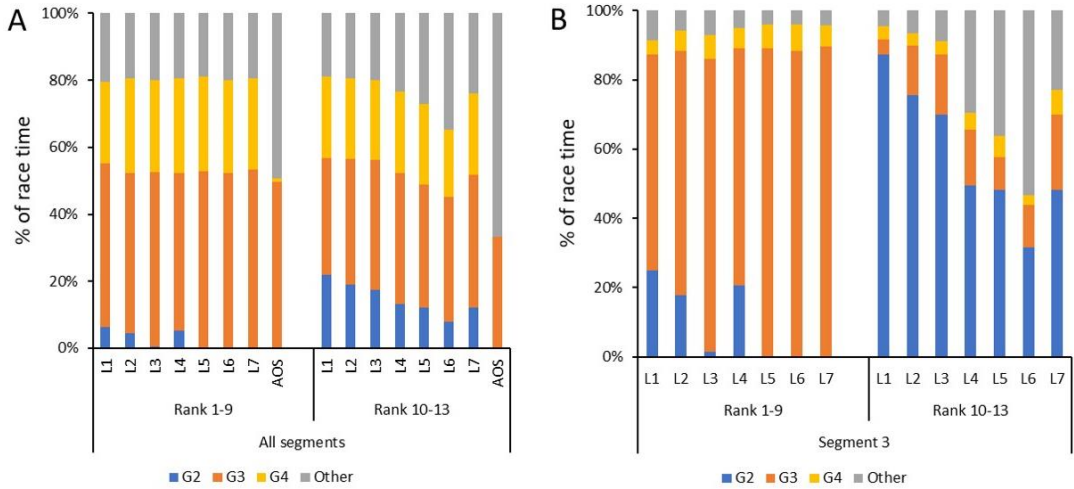 A
% of race time
100%
80%
60%
40%
20%
0%
L1 L2 L3 L4 L5 L6 L7 AOS L1 L2 L3 L4 L5 L6 L7 AOS
Rank 1-9 Rank 10-13
All segments
G2 G3 G4 Other
B
% of race time
100%
80%
60%
40%
20%
0%
L1 L2 L3 L4 L5 L6 L7 L1 L2 L3 L4 L5 L6 L7
Rank 1-9 Rank 10-13
Segment 3
G2 G3 G4 Other